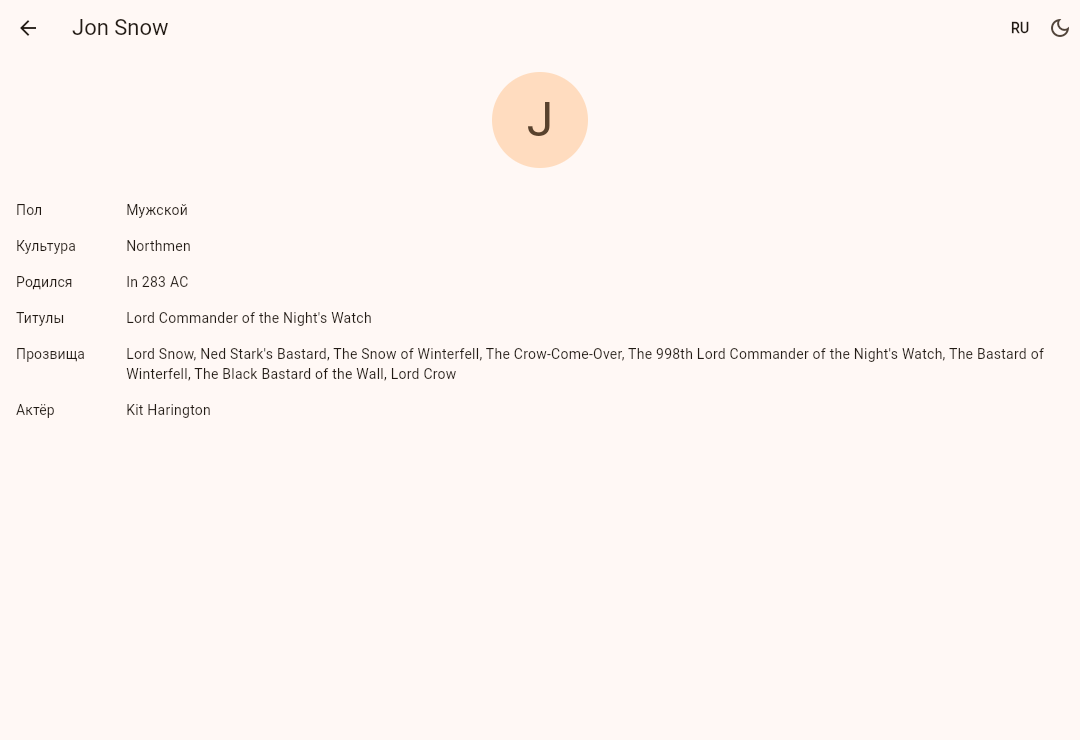 Jon Snow
RU
J
Пол Мужской
Культура Northmen
Родился In 283 AC
Титулы Lord Commander of the Night's Watch
Прозвища Lord Snow, Ned Stark's Bastard, The Snow of Winterfell, The Crow-Come-Over, The 998th Lord Commander of the Night's Watch, The Bastard of
Winterfell, The Black Bastard of the Wall, Lord Crow
Актёр Kit Harington